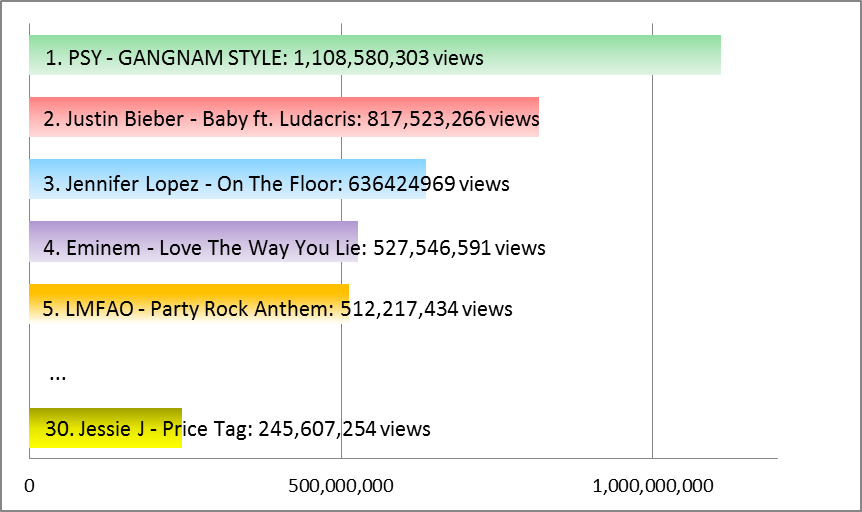 1. PSY - GANGNAM STYLE: 1,108,580,303 views
2. Justin Bieber - Baby ft. Ludacris: 817,523,266 views
3. Jennifer Lopez - On The Floor: 636424969 views
4. Eminem - Love The Way You Lie: 527,546,591 views
5. LMFAO - Party Rock Anthem: 512,217,434 views
...
30. Jessie J - Price Tag: 245,607,254 views
0 500,000,000 1,000,000,000